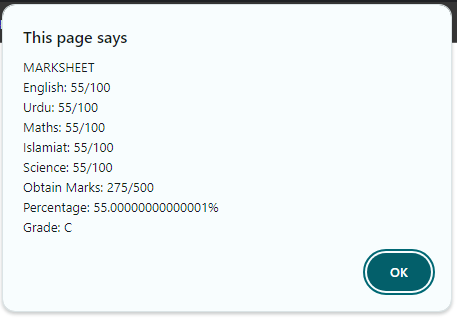 This page says
MARKSHEET
English: 55/100
Urdu: 55/100
Maths: 55/100
Islamiat: 55/100
Science: 55/100
Obtain Marks: 275/500
Percentage: 55.00000000000001%
Grade: C
OK